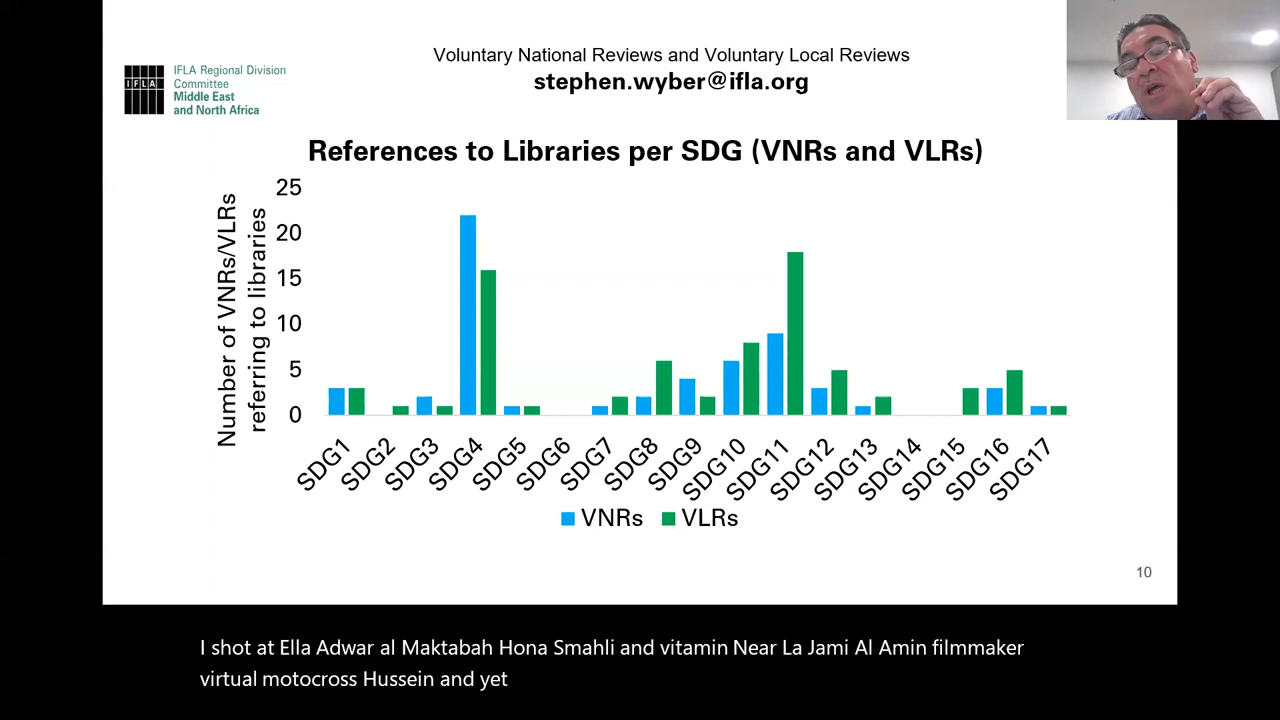 Voluntary National Reviews and Voluntary Local Reviews
stephen.wyber@ifla.org
IFLA
IFLA Regional Division
Committee
Middle East
and North Africa
References to Libraries per SDG (VNRs and VLRs)
Number of VNRs/VLRs
referring to libraries
25
20
15
10
5
0
SDG1
SDG2
SDG3
SDG4
SDG5
SDG6
SDG7
SDG8
SDG9
SDG10
SDG11
SDG12
SDG13
SDG14
SDG15
SDG16
SDG17
VNRs VLRs
10
I shot at Ella Adwar al Maktabah Hona Smahli and vitamin Near La Jami Al Amin filmmaker
virtual motocross Hussein and yet